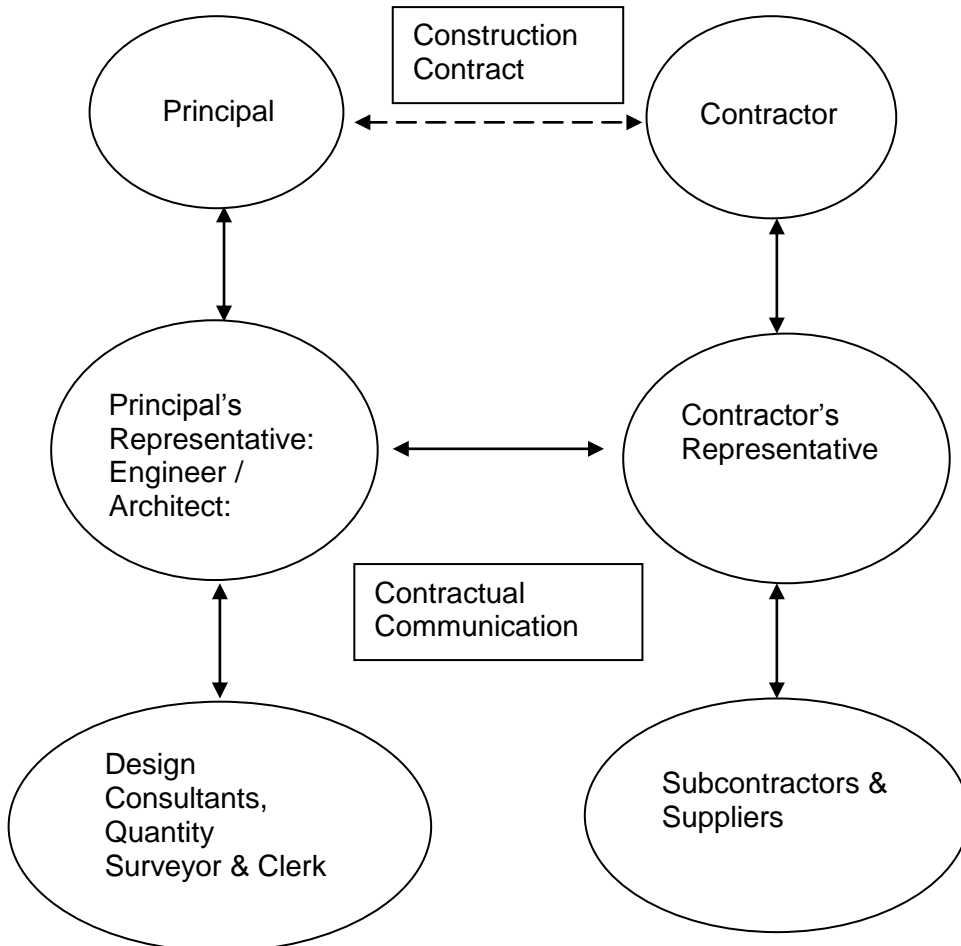 Construction
Contract
Principal
Contractor
Principal’s
Representative:
Engineer /
Architect:
Contractor’s
Representative
Contractual
Communication
Design
Consultants,
Quantity
Surveyor & Clerk
Subcontractors &
Suppliers